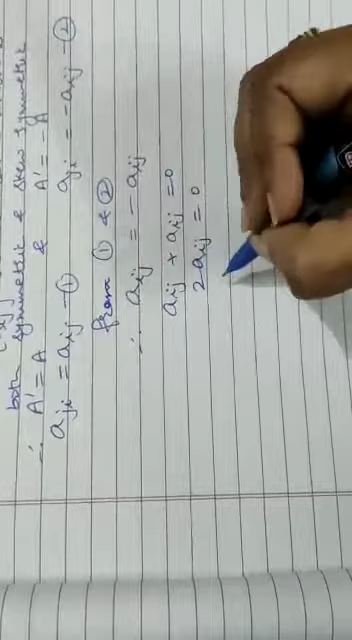 both symmetric & skew symmetric
∴ A' = A & A' = -A
aji = aij -① aji = -aij -②
from ① & ②
∴ aij = -aij
aij + aij = 0
2aij = 0